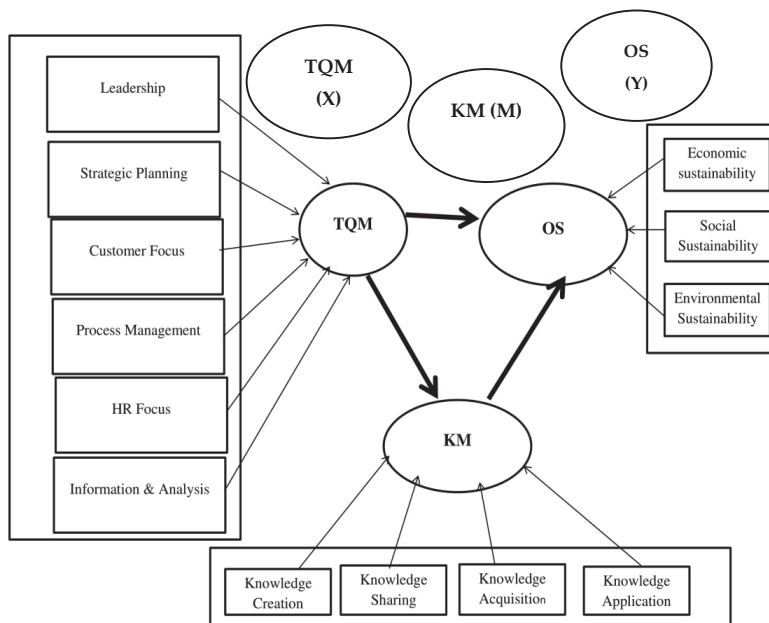 TQM
(X)
KM (M)
OS
(Y)
Leadership
Strategic Planning
Customer Focus
Process Management
HR Focus
Information & Analysis
TQM
OS
KM
Economic
sustainability
Social
Sustainability
Environmental
Sustainability
Knowledge
Creation
Knowledge
Sharing
Knowledge
Acquisition
Knowledge
Application